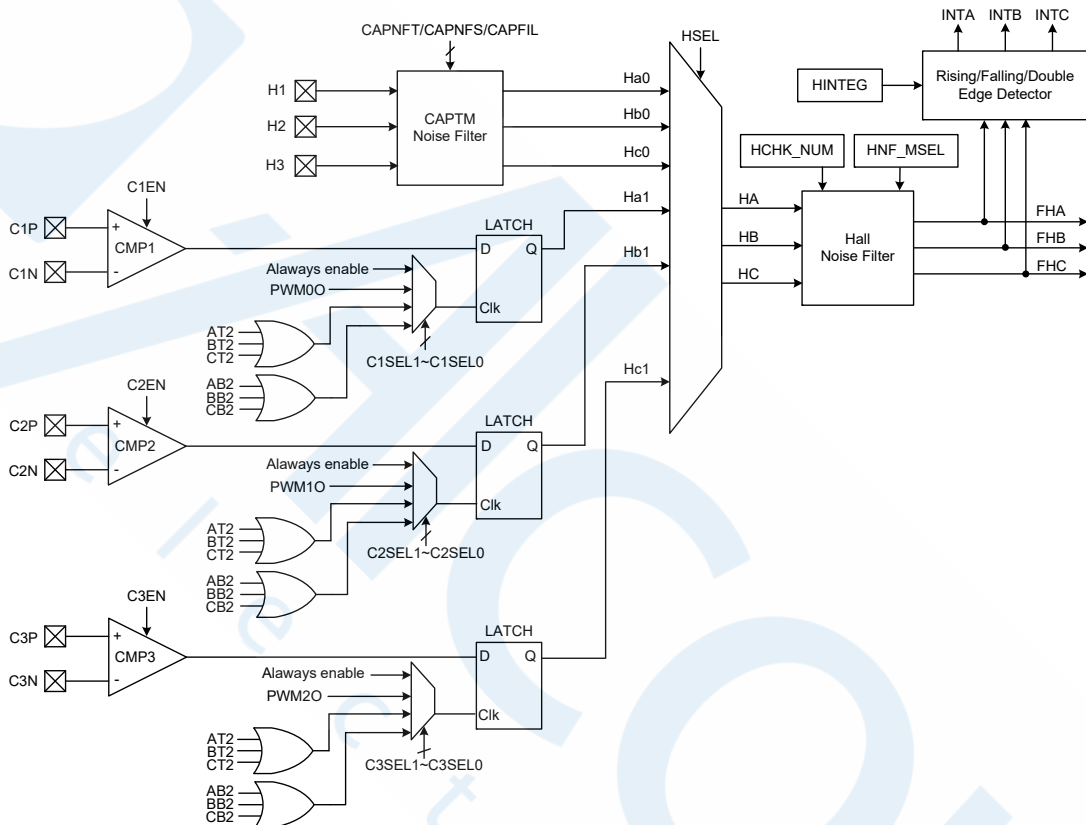 INTA INTB INTC
CAPNFT/CAPNFS/CAPFIL
HSEL
H1
H2
H3
CAPTM
Noise Filter
Ha0
Hb0
Hc0
Ha1
Hb1
Hc1
HINTEG
Rising/Falling/Double
Edge Detector
HCHK_NUM
HNF_MSEL
HA
HB
HC
Hall
Noise Filter
FHA
FHB
FHC
C1EN
C1P
C1N
+
-
CMP1
LATCH
D Q
Clk
Alaways enable
PWM0O
AT2
BT2
CT2
C1SEL1~C1SEL0
AB2
BB2
CB2
C2EN
C2P
C2N
+
-
CMP2
LATCH
D Q
Clk
Alaways enable
PWM1O
AT2
BT2
CT2
C2SEL1~C2SEL0
AB2
BB2
CB2
C3EN
C3P
C3N
+
-
CMP3
LATCH
D Q
Clk
Alaways enable
PWM2O
AT2
BT2
CT2
C3SEL1~C3SEL0
AB2
BB2
CB2